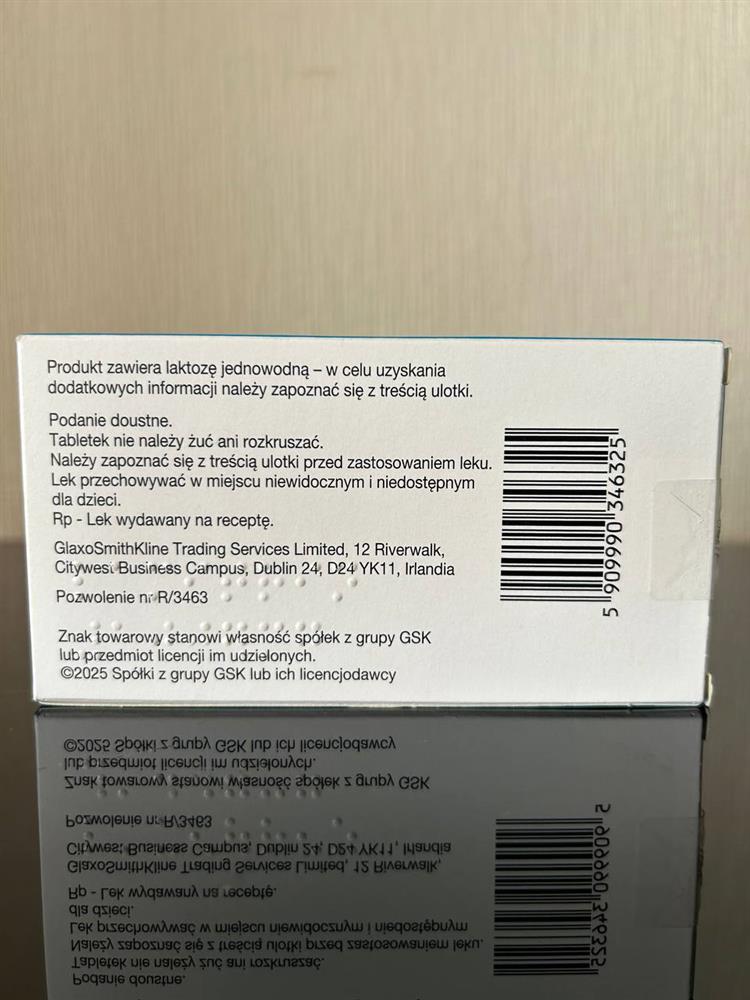 Produkt zawiera laktozę jednowodną – w celu uzyskania
dodatkowych informacji należy zapoznać się z treścią ulotki.
Podanie doustne.
Tabletek nie należy żuć ani rozkruszać.
Należy zapoznać się z treścią ulotki przed zastosowaniem leku.
Lek przechowywać w miejscu niewidocznym i niedostępnym
dla dzieci.
Rp - Lek wydawany na receptę.
GlaxoSmithKline Trading Services Limited, 12 Riverwalk,
Citywest Business Campus, Dublin 24, D24 YK11, Irlandia
Pozwolenie nr R/3463
Znak towarowy stanowi własność spółek z grupy GSK
lub przedmiot licencji im udzielonych.
©2025 Spółki z grupy GSK lub ich licencjodawcy
5 909990 346325